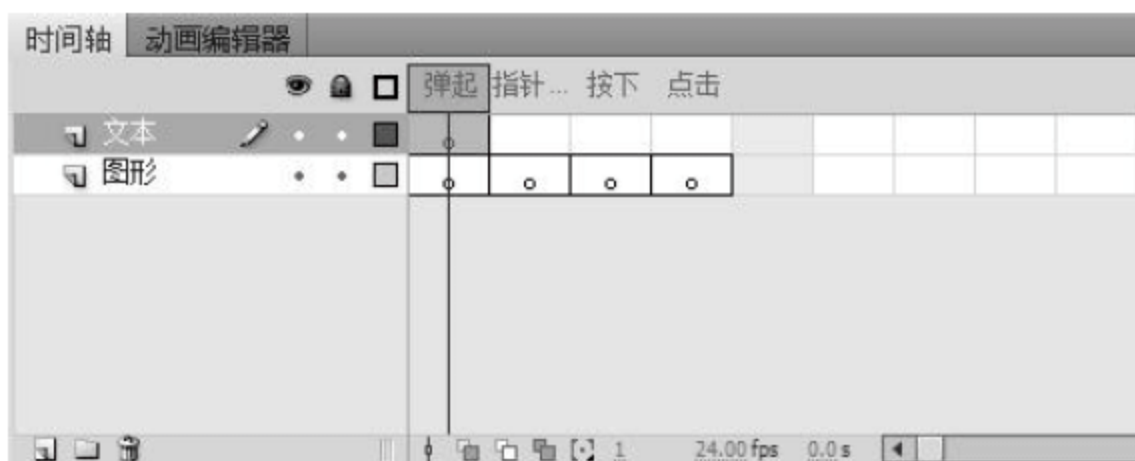 时间轴 动画编辑器
弹起 指针... 按下 点击
文本
图形
1 24.00 fps 0.0 s